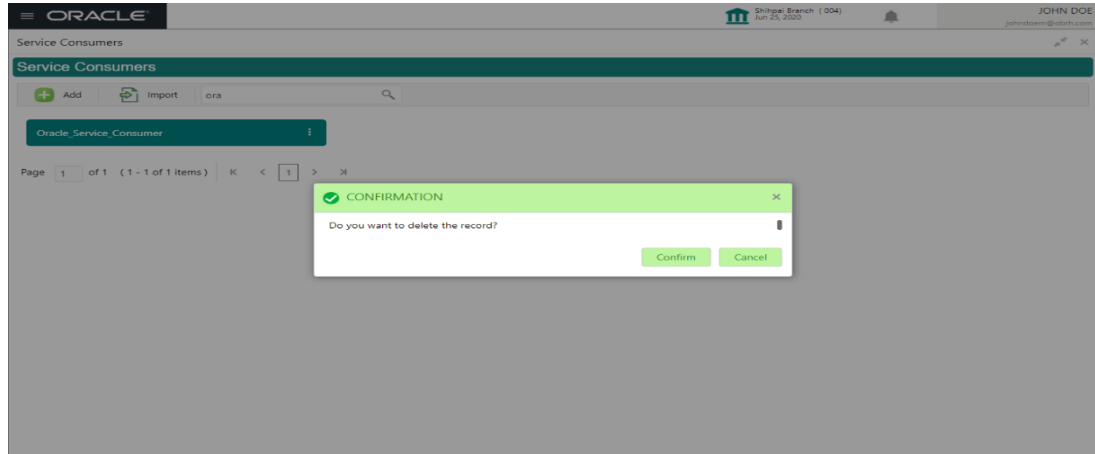 ORACLE
Shihpai Branch ( 004)
Jun 25, 2020
JOHN DOE
johndoem@obrh.com
Service Consumers
Service Consumers
Add
Import
ora
Oracle_Service_Consumer
Page 1 of 1 ( 1 - 1 of 1 items ) K < 1 > >|
CONFIRMATION
Do you want to delete the record?
Confirm
Cancel